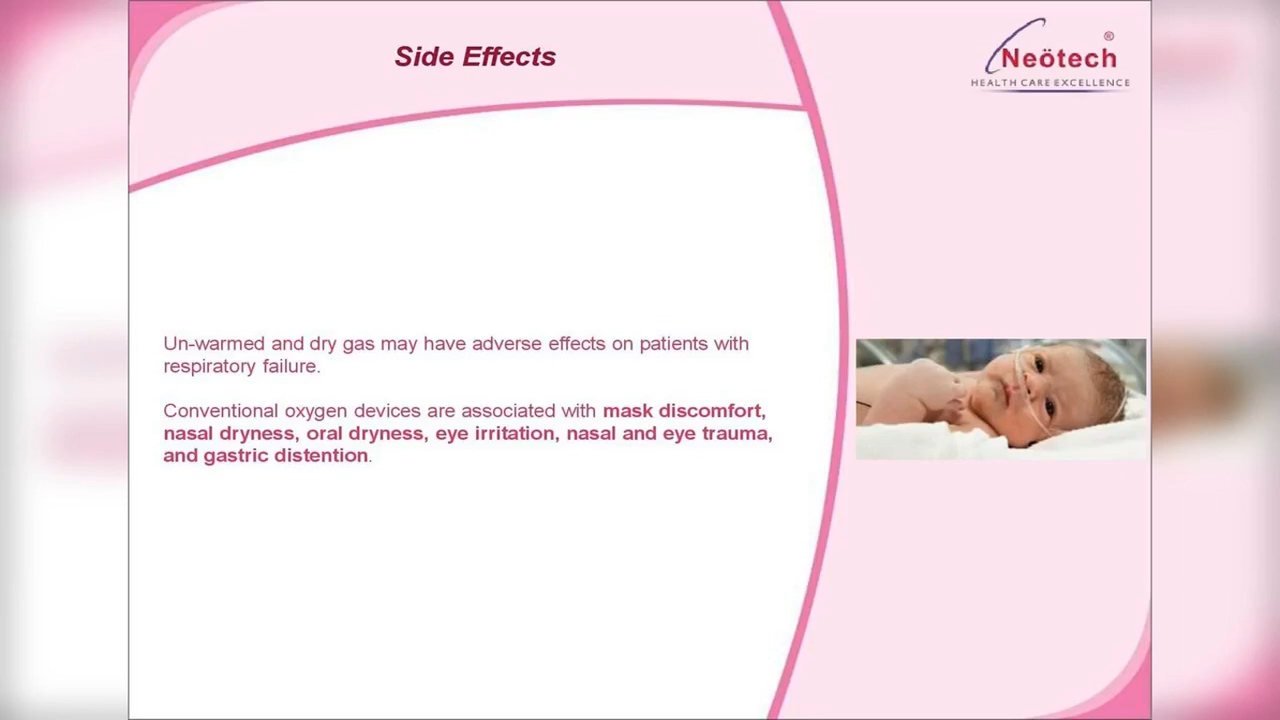 Side Effects
Neötech
®
HEALTH CARE EXCELLENCE
Un-warmed and dry gas may have adverse effects on patients with
respiratory failure.
Conventional oxygen devices are associated with mask discomfort,
nasal dryness, oral dryness, eye irritation, nasal and eye trauma,
and gastric distention.